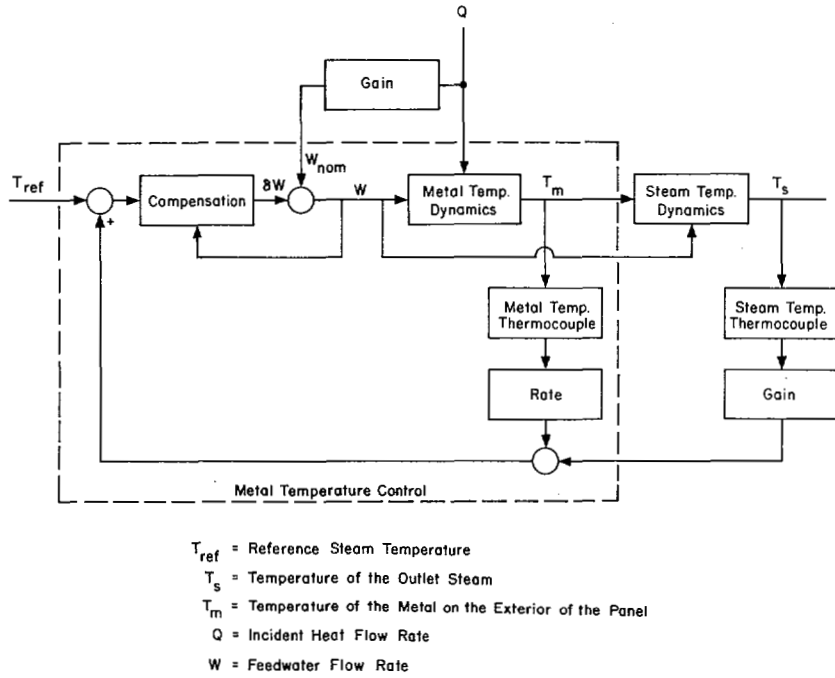 Q
Gain
W_nom
T_ref
+
Compensation
δW
W
Metal Temp.
Dynamics
T_m
Steam Temp.
Dynamics
T_s
Metal Temp.
Thermocouple
Steam Temp.
Thermocouple
Rate
Gain
Metal Temperature Control
T_ref = Reference Steam Temperature
T_s = Temperature of the Outlet Steam
T_m = Temperature of the Metal on the Exterior of the Panel
Q = Incident Heat Flow Rate
W = Feedwater Flow Rate